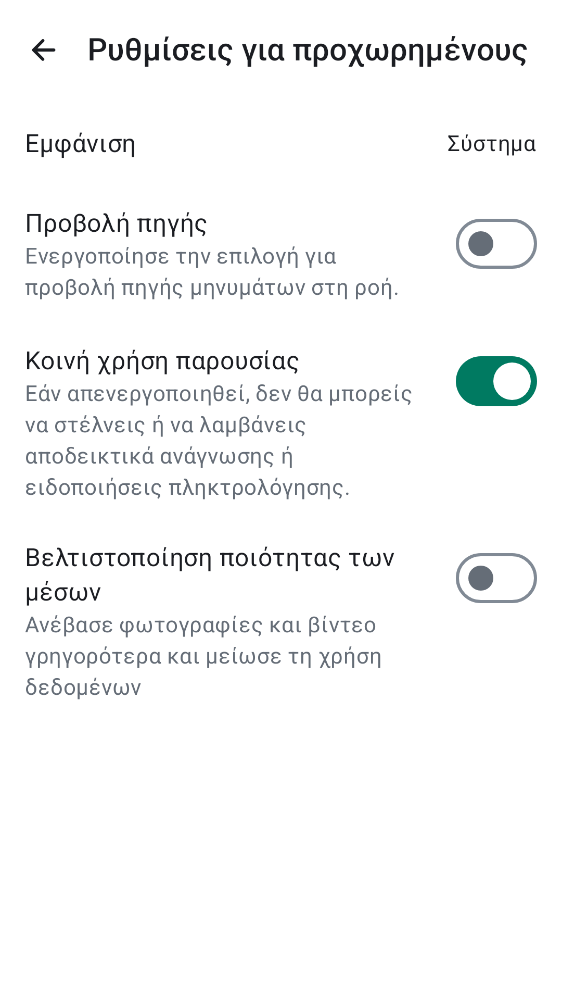 Ρυθμίσεις για προχωρημένους
Εμφάνιση Σύστημα
Προβολή πηγής
Ενεργοποίησε την επιλογή για
προβολή πηγής μηνυμάτων στη ροή.
Κοινή χρήση παρουσίας
Εάν απενεργοποιηθεί, δεν θα μπορείς
να στέλνεις ή να λαμβάνεις
αποδεικτικά ανάγνωσης ή
ειδοποιήσεις πληκτρολόγησης.
Βελτιστοποίηση ποιότητας των
μέσων
Ανέβασε φωτογραφίες και βίντεο
γρηγορότερα και μείωσε τη χρήση
δεδομένων